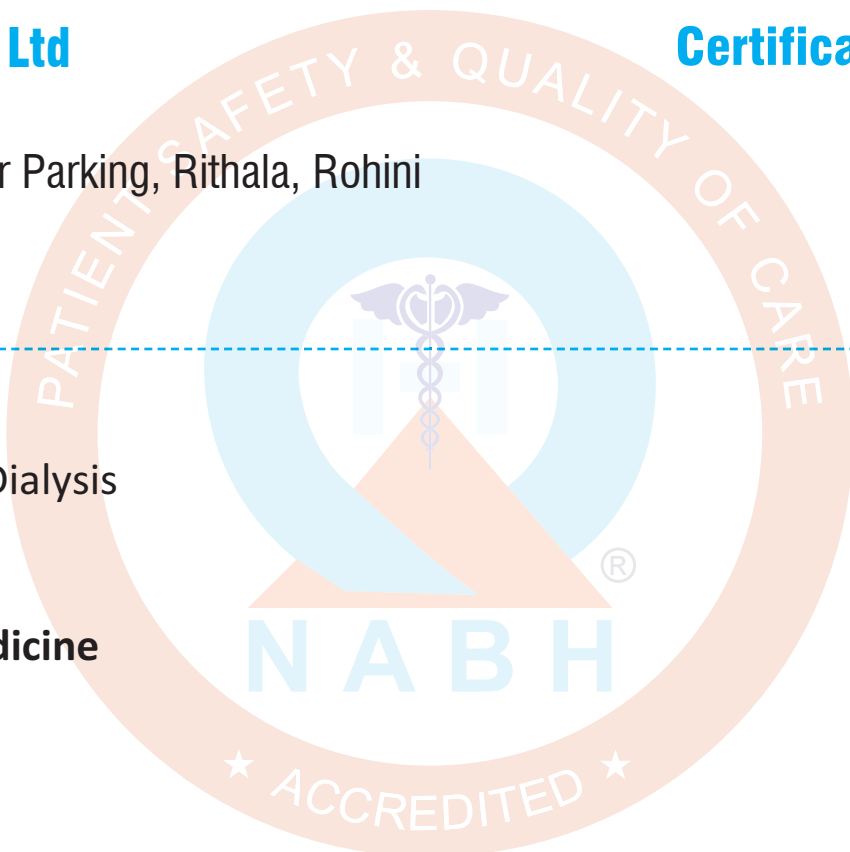 Ltd
Certifica
PATIENT SAFETY & QUALITY OF CARE
r Parking, Rithala, Rohini
Dialysis
®
dicine
NABH
★ ACCREDITED ★